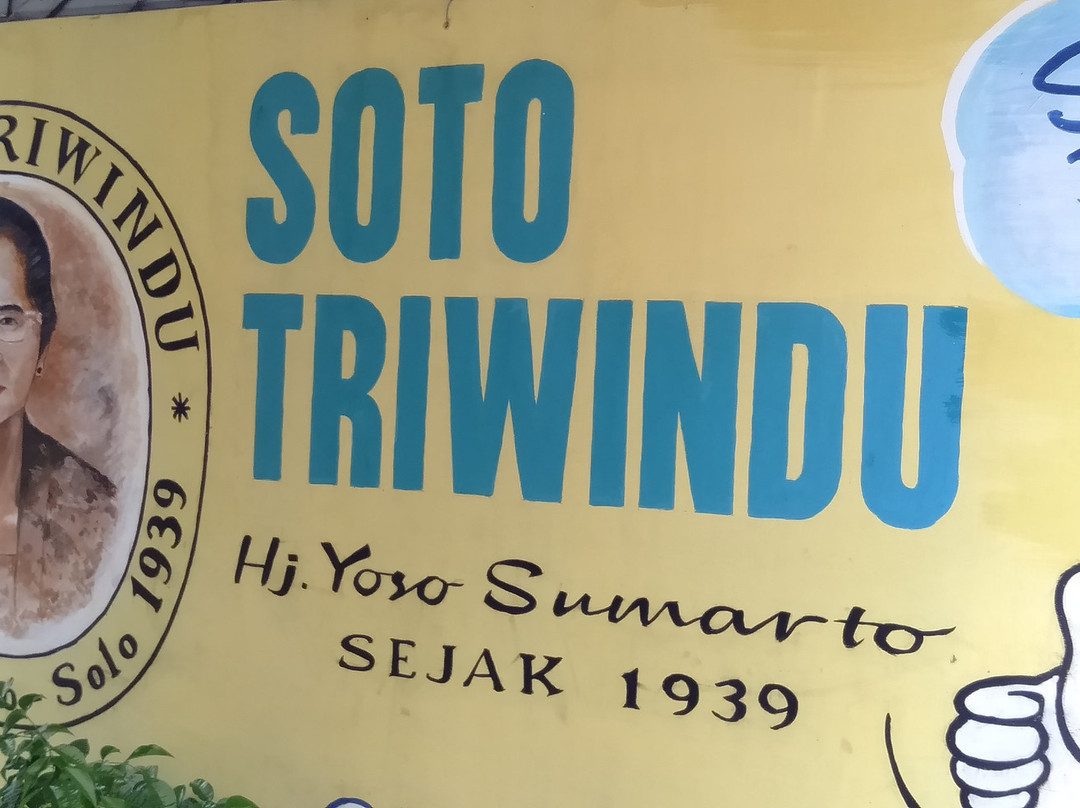 SOTO
TRIWINDU
Hj. Yoso Sumarto
SEJAK 1939
RIWINDU * Solo 1939